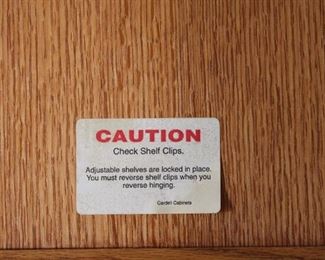 CAUTION
Check Shelf Clips.
Adjustable shelves are locked in place.
You must reverse shelf clips when you
reverse hinging.
Cardell Cabinets